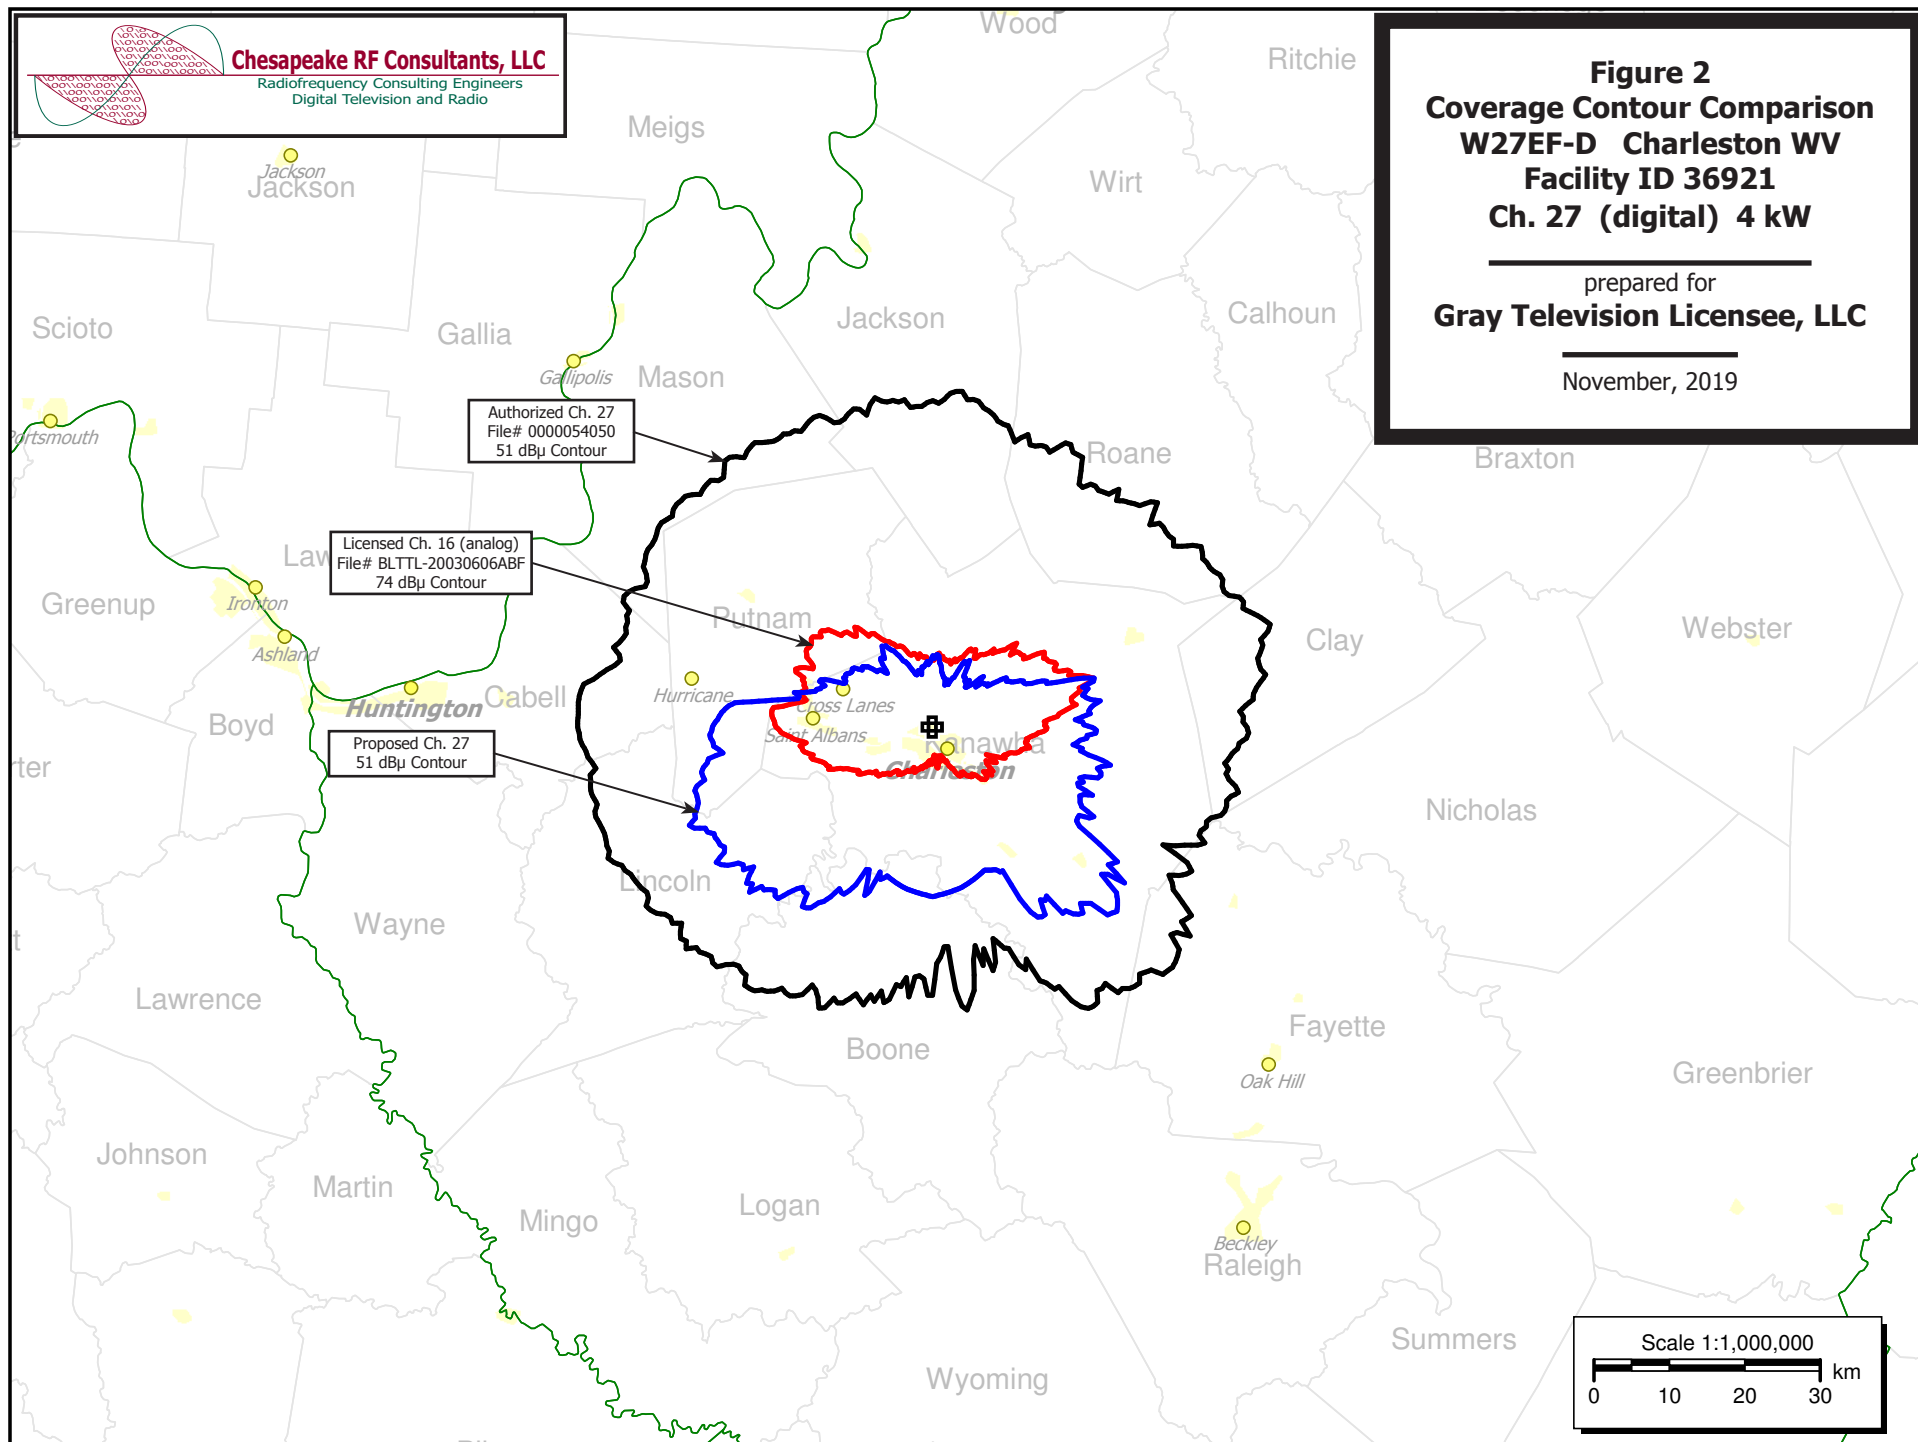 Chesapeake RF Consultants, LLC
Radiofrequency Consulting Engineers
Digital Television and Radio
Figure 2
Coverage Contour Comparison
W27EF-D Charleston WV
Facility ID 36921
Ch. 27 (digital) 4 kW
prepared for
Gray Television Licensee, LLC
November, 2019
Wood
Ritchie
Meigs
Wirt
Jackson
Jackson
Scioto
Gallia
Jackson
Calhoun
Gallipolis
Mason
Portsmouth
Authorized Ch. 27
File# 0000054050
51 dBµ Contour
Roane
Braxton
Licensed Ch. 16 (analog)
File# BLTTL-20030606ABF
74 dBµ Contour
Greenup
Ironton
Putnam
Clay
Webster
Ashland
Hurricane
Cabell
Huntington
Cross Lanes
Saint Albans
Boyd
Kanawha
Charleston
Proposed Ch. 27
51 dBµ Contour
Nicholas
Lincoln
Wayne
Lawrence
Fayette
Boone
Oak Hill
Greenbrier
Johnson
Martin
Mingo
Logan
Beckley
Raleigh
Summers
Wyoming
Scale 1:1,000,000
km
0 10 20 30